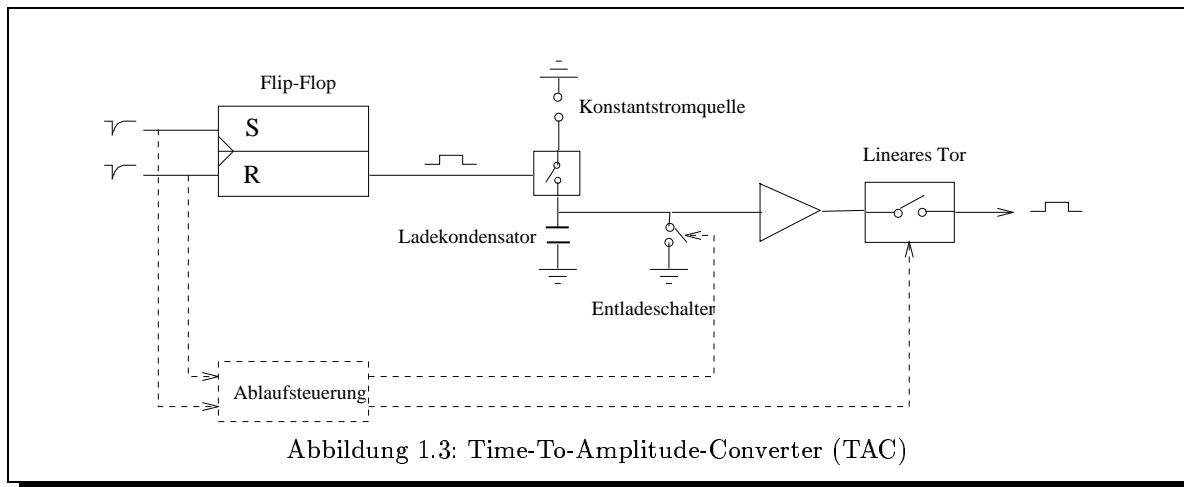 Flip-Flop
Konstantstromquelle
S
Lineares Tor
R
Ladekondensator
Entladeschalter
Ablaufsteuerung
Abbildung 1.3: Time-To-Amplitude-Converter (TAC)